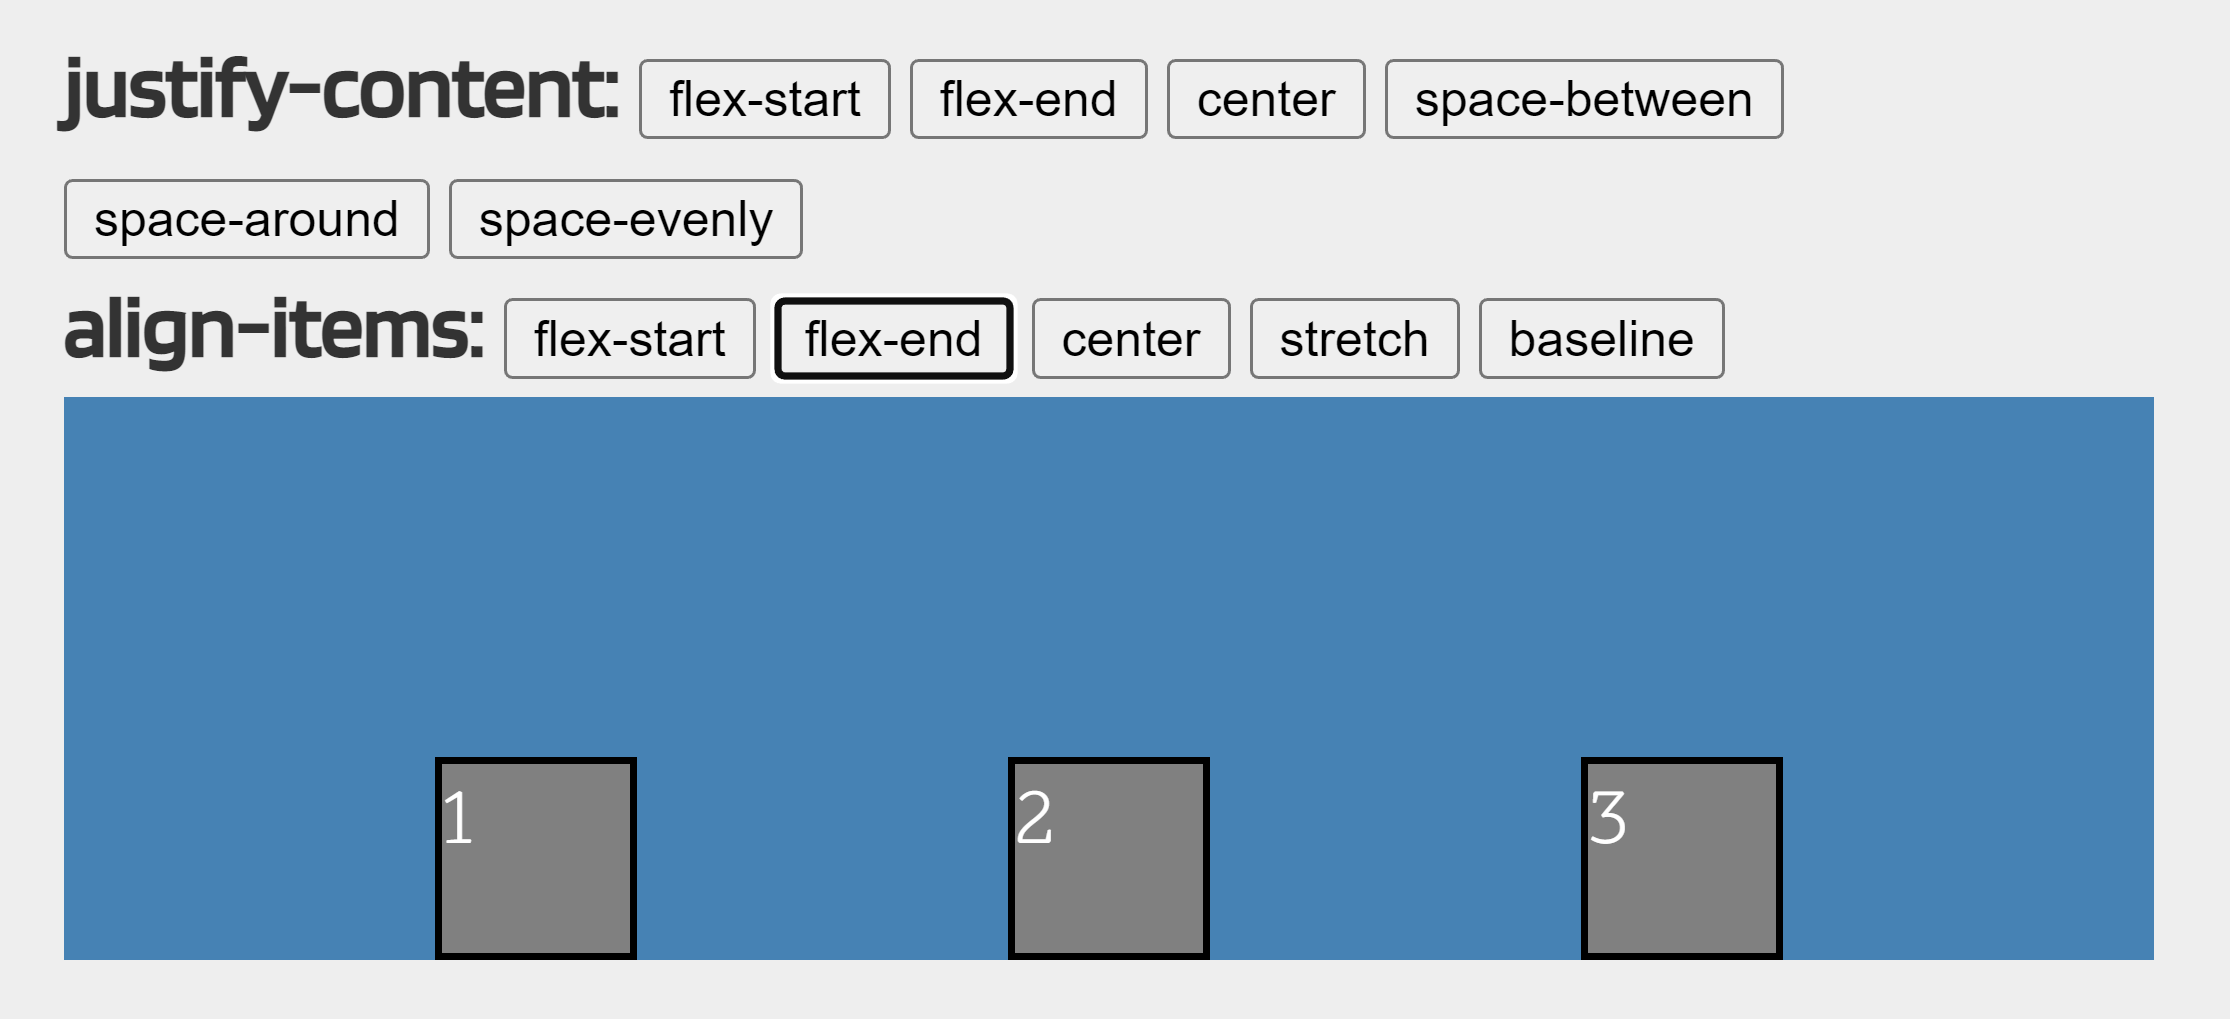 justify-content: flex-start flex-end center space-between
space-around space-evenly
align-items: flex-start flex-end center stretch baseline
1 2 3